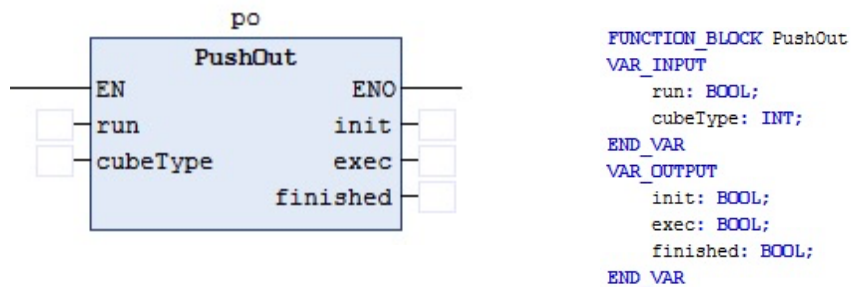 po
PushOut
EN ENO
run init
cubeType exec
finished
FUNCTION_BLOCK PushOut
VAR_INPUT
run: BOOL;
cubeType: INT;
END_VAR
VAR_OUTPUT
init: BOOL;
exec: BOOL;
finished: BOOL;
END_VAR